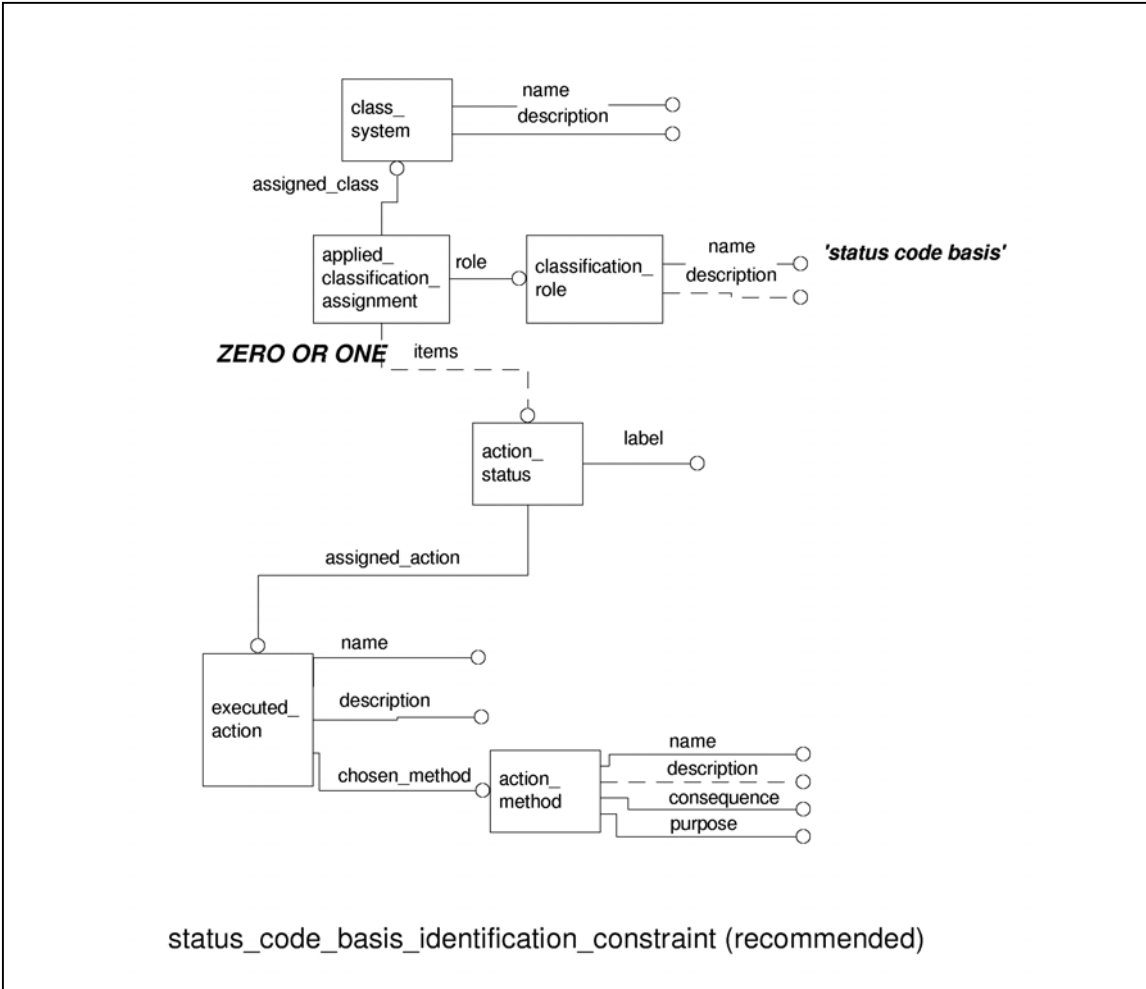 class_
system
name
description
assigned_class
applied_
classification_
assignment
role
classification_
role
name
description
'status code basis'
ZERO OR ONE
items
action_
status
label
assigned_action
executed_
action
name
description
chosen_method
action_
method
name
description
consequence
purpose
status_code_basis_identification_constraint (recommended)